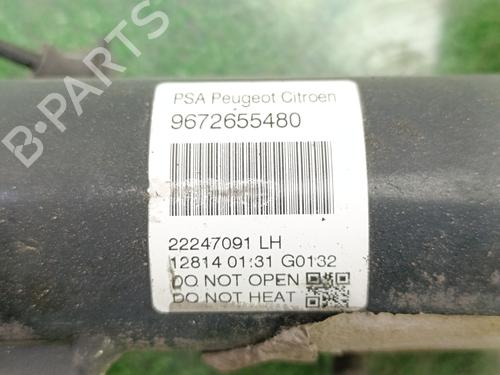 PSA Peugeot Citroen
9672655480
22247091 LH
12814 01:31 G0132
DO NOT OPEN
DO NOT HEAT
B-PARTS